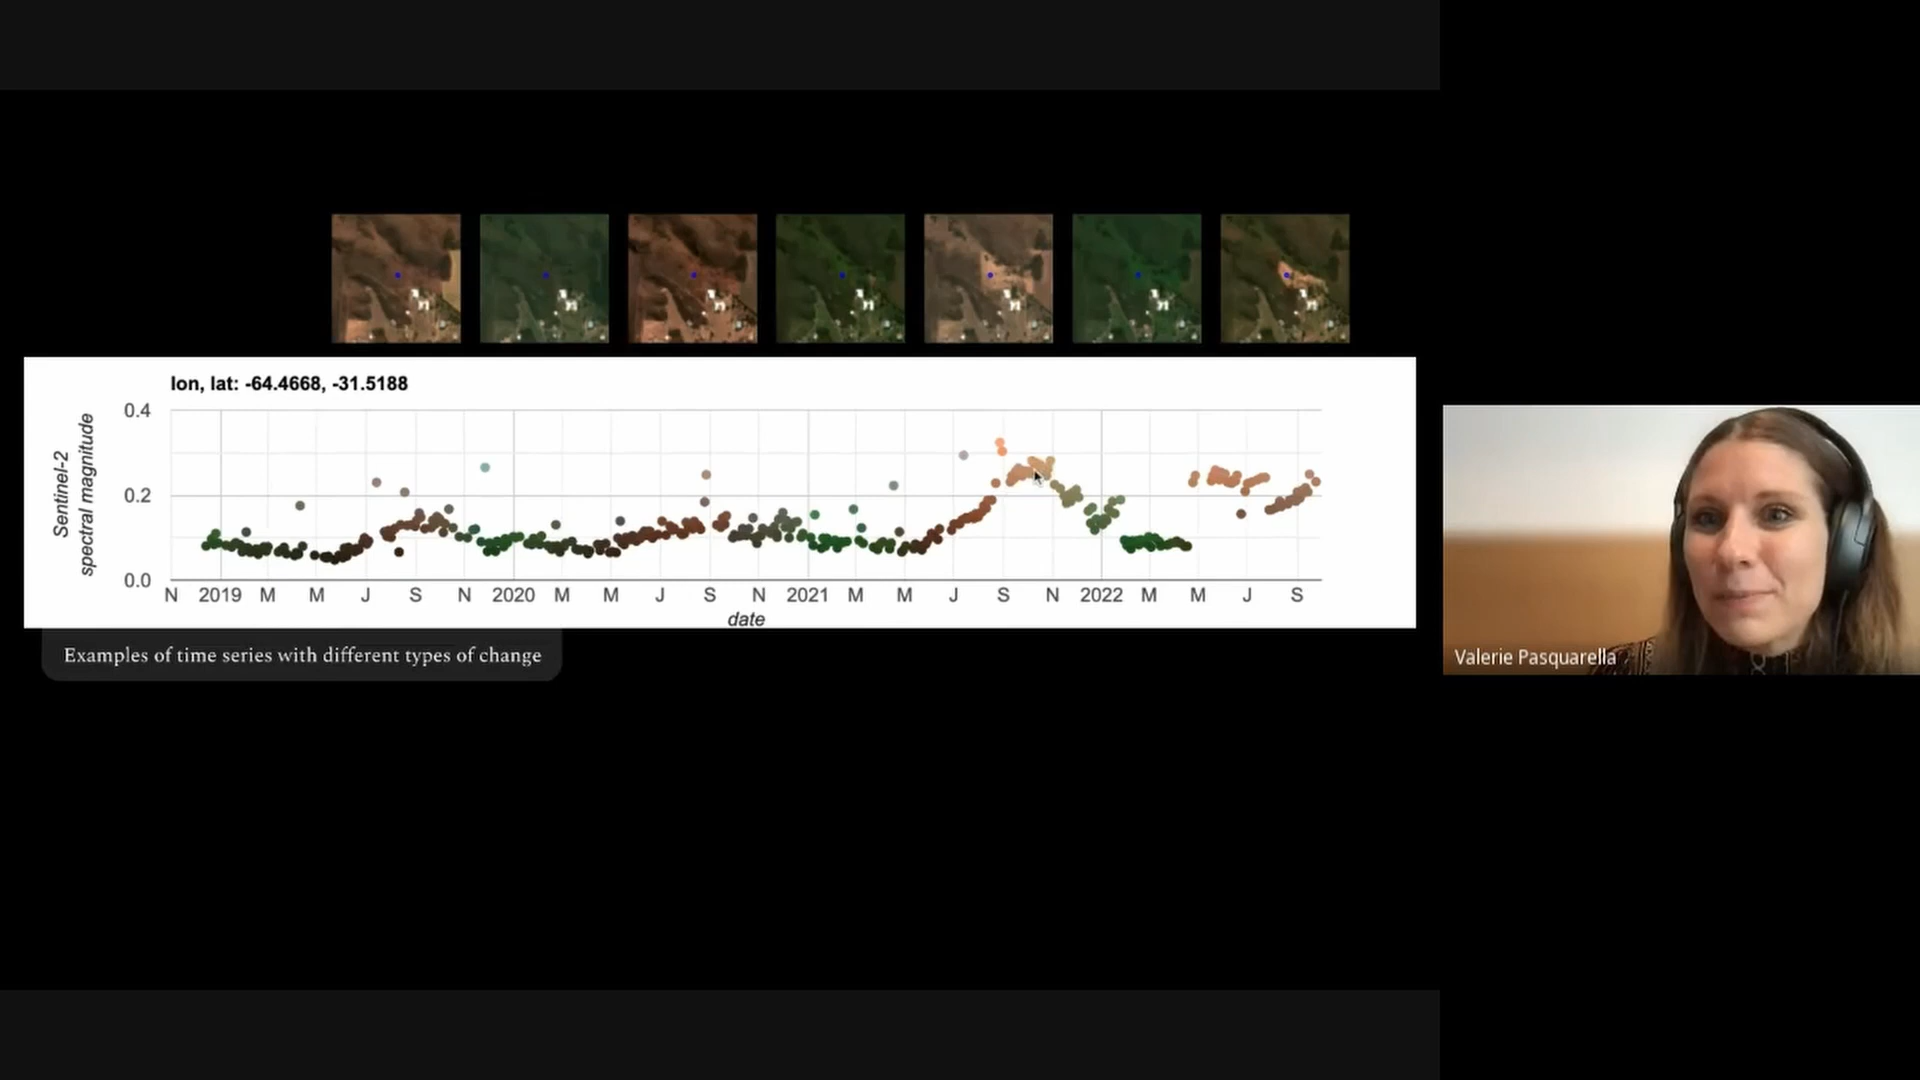 lon, lat: -64.4668, -31.5188
Sentinel-2
spectral magnitude
0.4
0.2
0.0
N 2019 M M J S N 2020 M M J S N 2021 M M J S N 2022 M M J S
date
Examples of time series with different types of change
Valerie Pasquarella